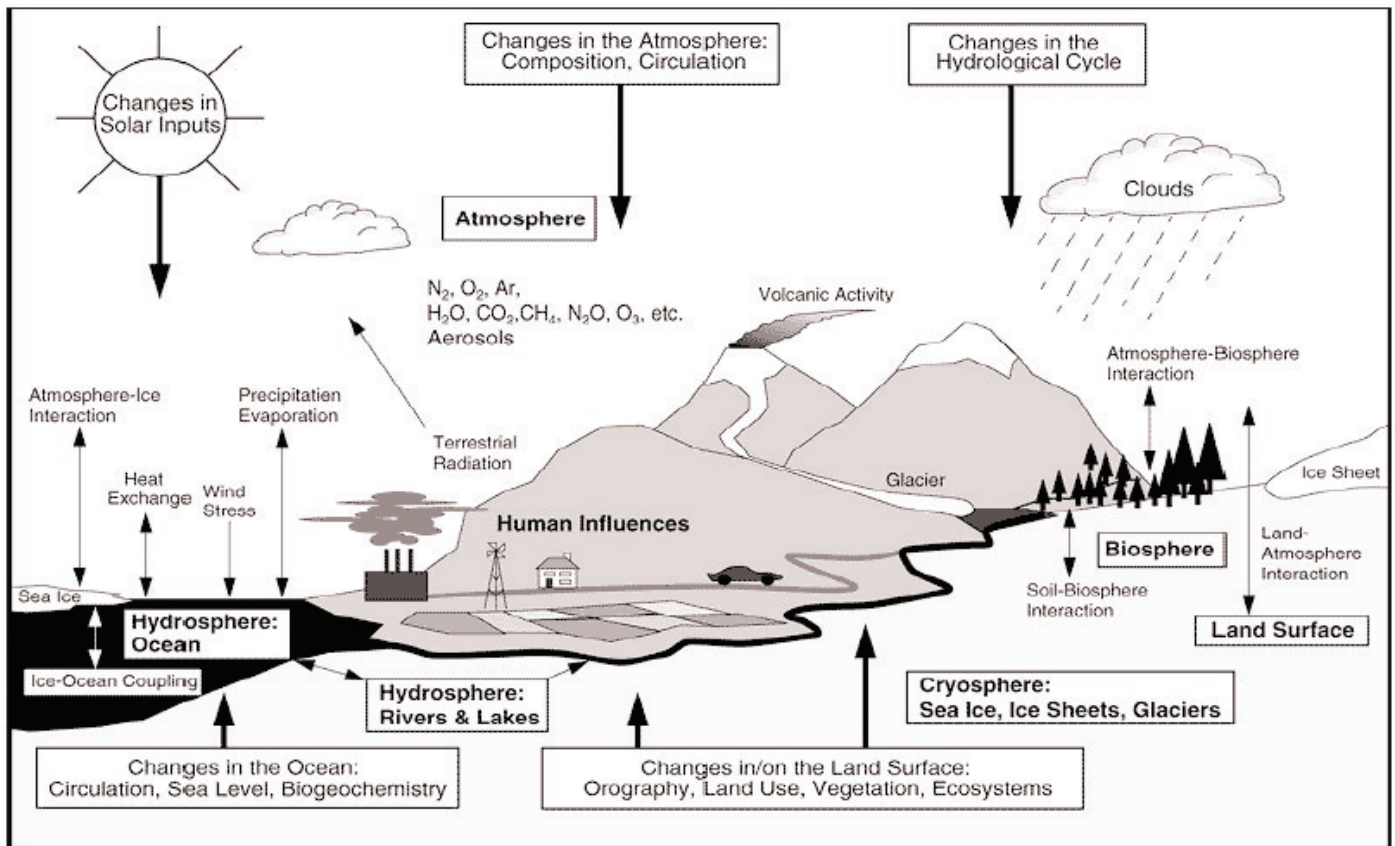 Changes in the Atmosphere:
Composition, Circulation
Changes in the
Hydrological Cycle
Changes in
Solar Inputs
Clouds
Atmosphere
N₂, O₂, Ar,
H₂O, CO₂,CH₄, N₂O, O₃, etc.
Aerosols
Volcanic Activity
Atmosphere-Biosphere
Interaction
Atmosphere-Ice
Interaction
Precipitation
Evaporation
Terrestrial
Radiation
Heat
Exchange
Wind
Stress
Glacier
Ice Sheet
Human Influences
Biosphere
Land-
Atmosphere
Interaction
Soil-Biosphere
Interaction
Sea Ice
Hydrosphere:
Ocean
Land Surface
Ice-Ocean Coupling
Hydrosphere:
Rivers & Lakes
Cryosphere:
Sea Ice, Ice Sheets, Glaciers
Changes in the Ocean:
Circulation, Sea Level, Biogeochemistry
Changes in/on the Land Surface:
Orography, Land Use, Vegetation, Ecosystems